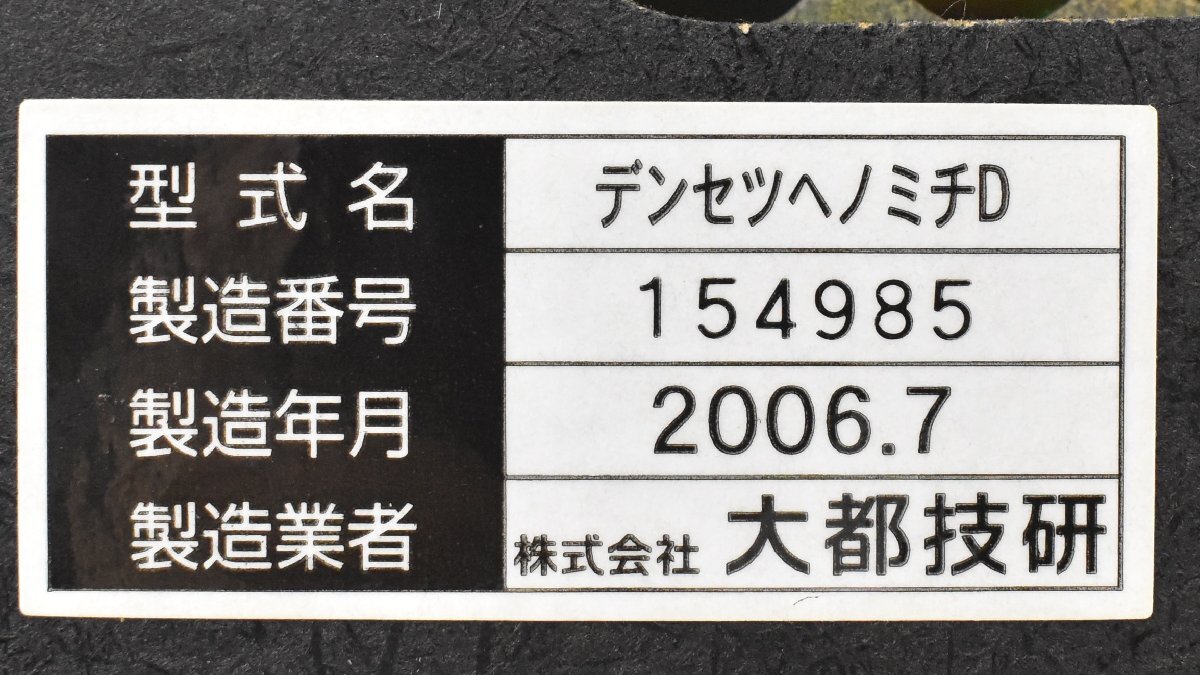 型式名 デンセツヘノミチD
製造番号 154985
製造年月 2006.7
製造業者 株式会社 大都技研